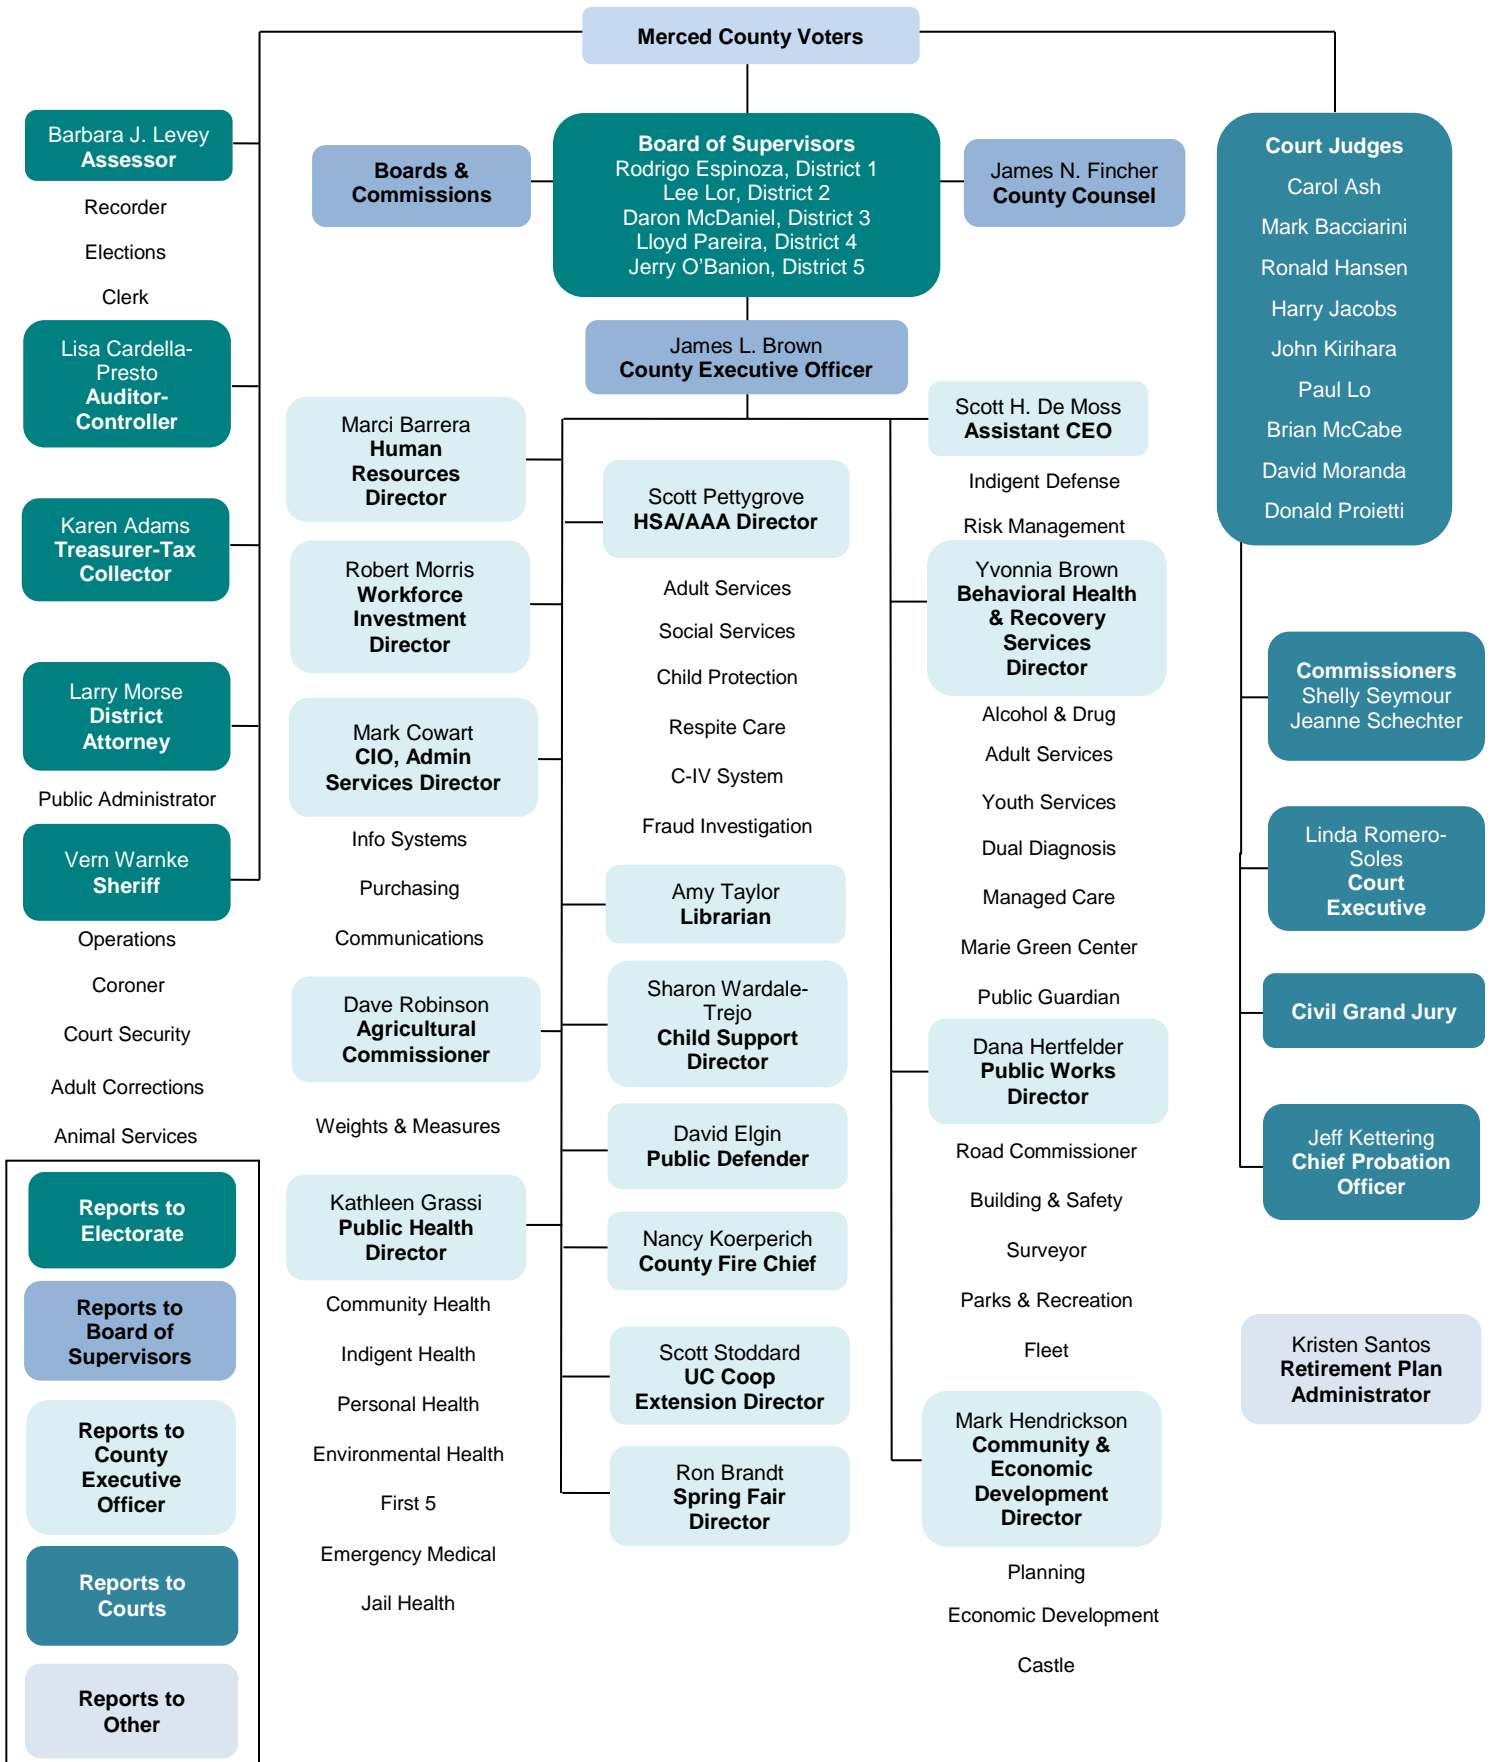 Merced County Voters
Barbara J. Levey
Assessor
Recorder
Elections
Clerk
Lisa Cardella-
Presto
Auditor-
Controller
Karen Adams
Treasurer-Tax
Collector
Larry Morse
District
Attorney
Public Administrator
Vern Warnke
Sheriff
Operations
Coroner
Court Security
Adult Corrections
Animal Services
Boards &
Commissions
Board of Supervisors
Rodrigo Espinoza, District 1
Lee Lor, District 2
Daron McDaniel, District 3
Lloyd Pareira, District 4
Jerry O’Banion, District 5
James N. Fincher
County Counsel
James L. Brown
County Executive Officer
Marci Barrera
Human
Resources
Director
Robert Morris
Workforce
Investment
Director
Mark Cowart
CIO, Admin
Services Director
Info Systems
Purchasing
Communications
Dave Robinson
Agricultural
Commissioner
Weights & Measures
Kathleen Grassi
Public Health
Director
Community Health
Indigent Health
Personal Health
Environmental Health
First 5
Emergency Medical
Jail Health
Scott Pettygrove
HSA/AAA Director
Adult Services
Social Services
Child Protection
Respite Care
C-IV System
Fraud Investigation
Amy Taylor
Librarian
Sharon Wardale-
Trejo
Child Support
Director
David Elgin
Public Defender
Nancy Koerperich
County Fire Chief
Scott Stoddard
UC Coop
Extension Director
Ron Brandt
Spring Fair
Director
Scott H. De Moss
Assistant CEO
Indigent Defense
Risk Management
Yvonnia Brown
Behavioral Health
& Recovery
Services
Director
Alcohol & Drug
Adult Services
Youth Services
Dual Diagnosis
Managed Care
Marie Green Center
Public Guardian
Dana Hertfelder
Public Works
Director
Road Commissioner
Building & Safety
Surveyor
Parks & Recreation
Fleet
Mark Hendrickson
Community &
Economic
Development
Director
Planning
Economic Development
Castle
Court Judges
Carol Ash
Mark Bacciarini
Ronald Hansen
Harry Jacobs
John Kirihara
Paul Lo
Brian McCabe
David Moranda
Donald Proietti
Commissioners
Shelly Seymour
Jeanne Schechter
Linda Romero-
Soles
Court
Executive
Civil Grand Jury
Jeff Kettering
Chief Probation
Officer
Kristen Santos
Retirement Plan
Administrator
Reports to
Electorate
Reports to
Board of
Supervisors
Reports to
County
Executive
Officer
Reports to
Courts
Reports to
Other